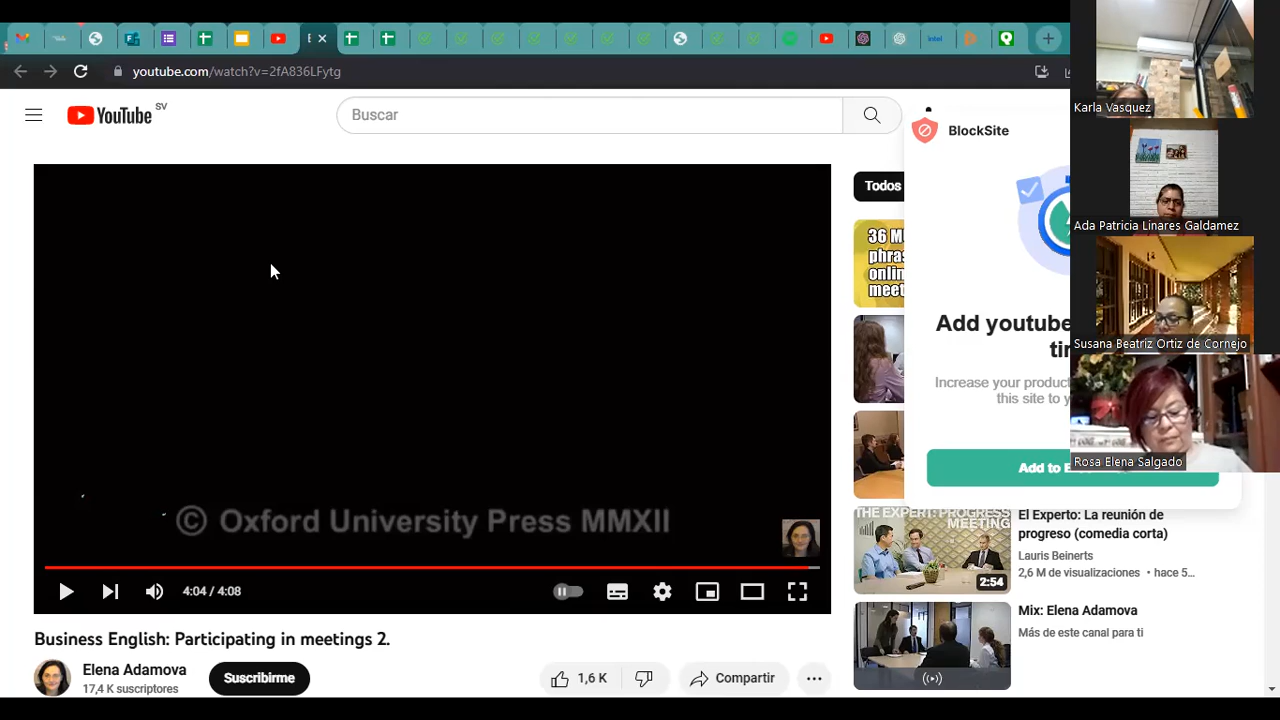 youtube.com/watch?v=2fA836LFytg
YouTube SV
Buscar
BlockSite
Todos
36 M
phras
onlin
meet
Add youtube
tir
Increase your produc
this site to y
Add to B
© Oxford University Press MMXII
4:04 / 4:08
Business English: Participating in meetings 2.
Elena Adamova
17,4 K suscriptores
Suscribirme
1,6 K
Compartir
THE EXPERT: PROGRESS
MEETING
2:54
El Experto: La reunión de
progreso (comedia corta)
Lauris Beinerts
2,6 M de visualizaciones • hace 5...
Mix: Elena Adamova
Más de este canal para ti
Karla Vasquez
Ada Patricia Linares Galdamez
Susana Beatriz Ortiz de Cornejo
Rosa Elena Salgado
intel